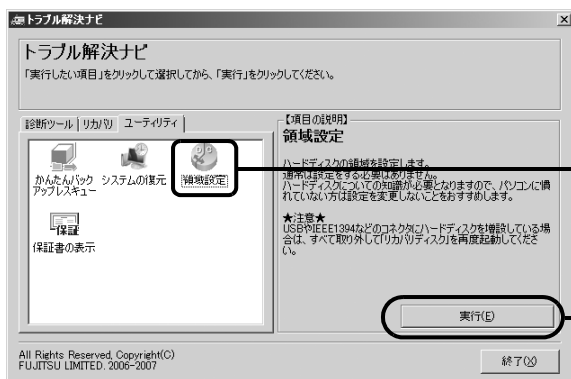 トラブル解決ナビ
トラブル解決ナビ
「実行したい項目」をクリックして選択してから、「実行」をクリックしてください。
診断ツール
リカバリ
ユーティリティ
かんたんバック
アップレスキュー
システムの復元
領域設定
保証書
保証書の表示
【項目の説明】
領域設定
ハードディスクの領域を設定します。
通常は設定をする必要はありません。
ハードディスクについての知識が必要となりますので、パソコンに慣
れていない方は設定を変更しないことをおすすめします。
★注意★
USBやIEEE1394などのコネクタにハードディスクを増設している場
合は、すべて取り外して「リカバリディスク」を再度起動してくださ
い。
実行(E)
All Rights Reserved, Copyright(C)
FUJITSU LIMITED. 2006-2007
終了(X)